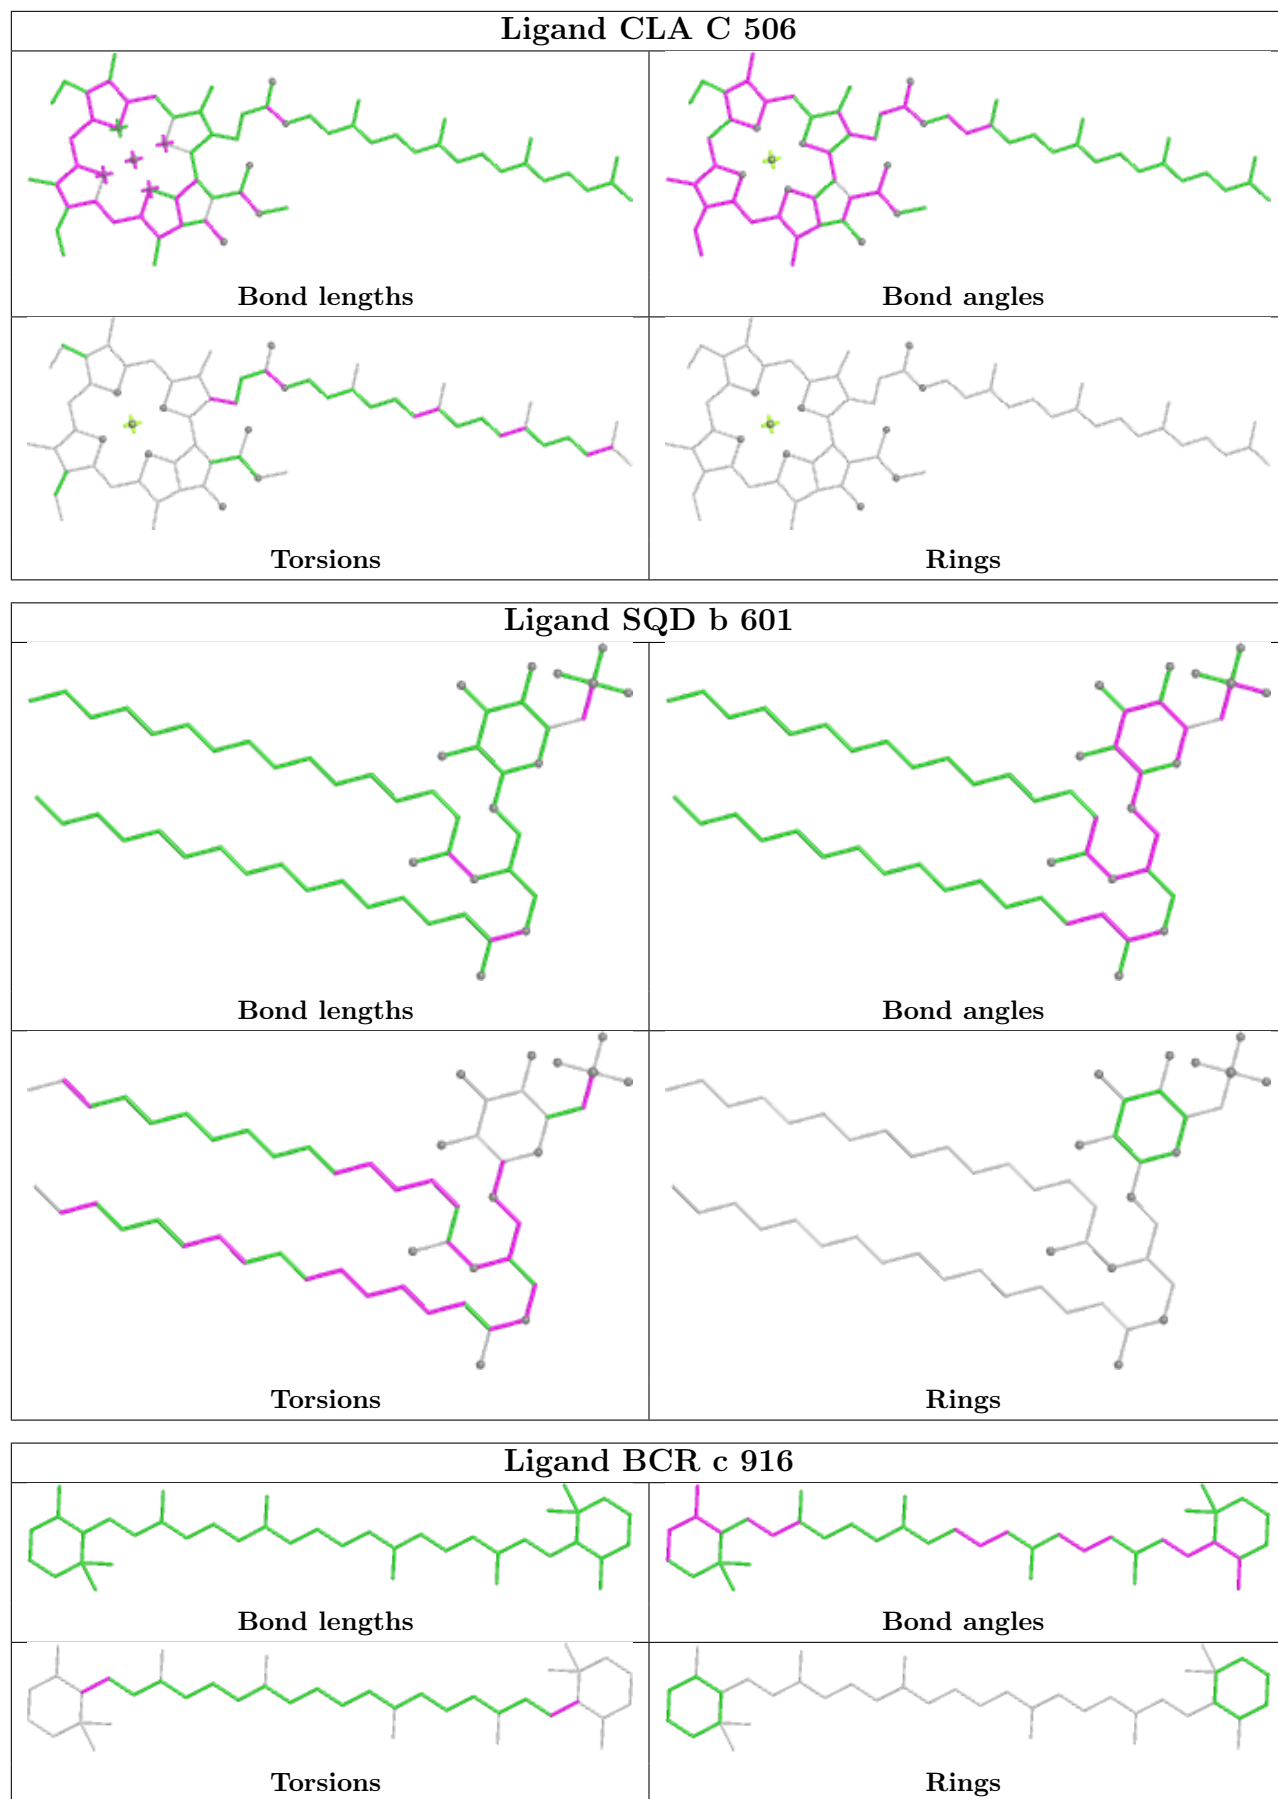 Ligand CLA C 506
Bond lengths
Bond angles
Torsions
Rings
Ligand SQD b 601
Bond lengths
Bond angles
Torsions
Rings
Ligand BCR c 916
Bond lengths
Bond angles
Torsions
Rings